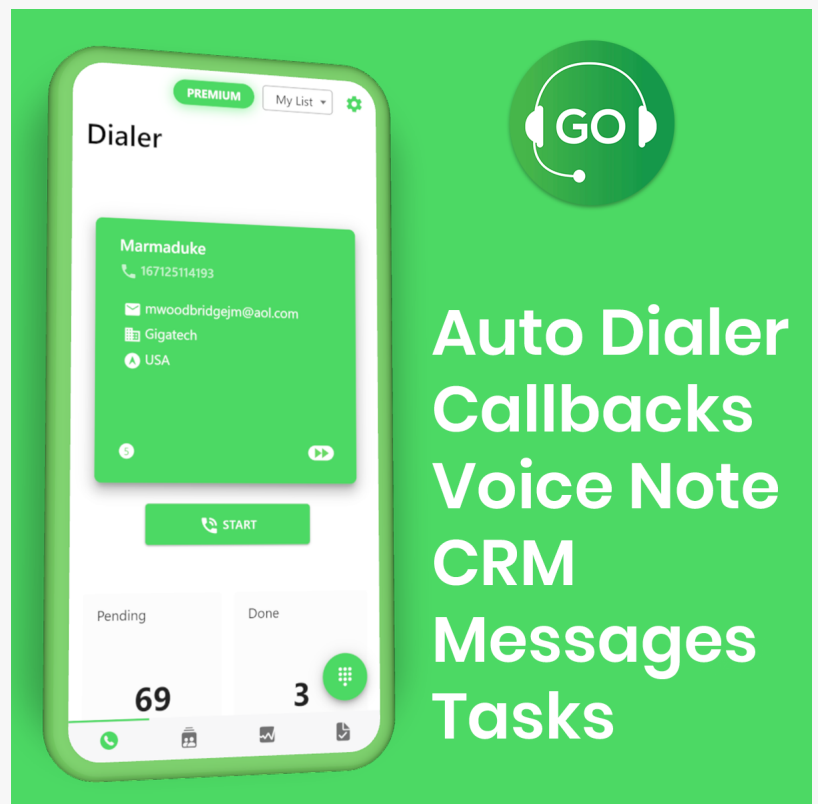 PREMIUM
My List
Dialer
Marmaduke
167125114193
mwoodbridgejm@aol.com
Gigatech
USA
5
START
Pending
Done
69
3
GO
Auto Dialer
Callbacks
Voice Note
CRM
Messages
Tasks